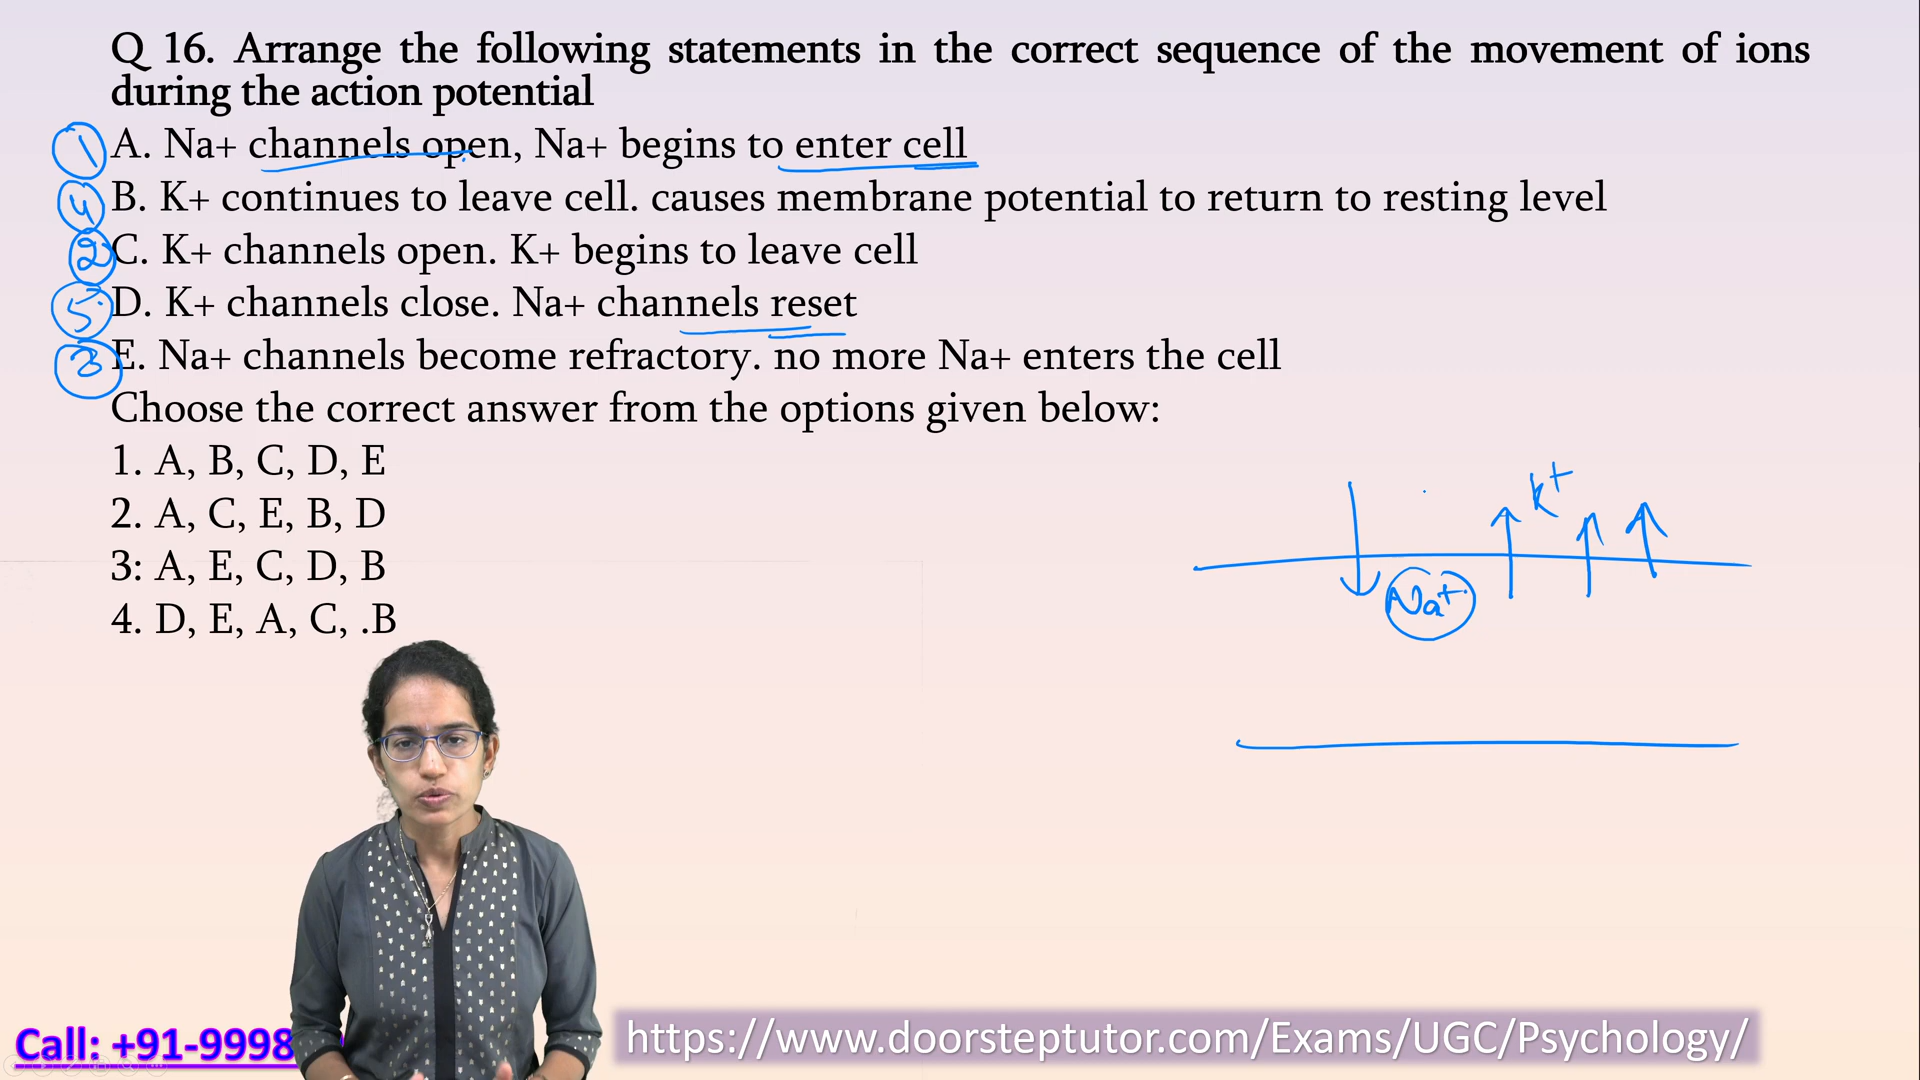 Q 16. Arrange the following statements in the correct sequence of the movement of ions
during the action potential
1 A. Na+ channels open, Na+ begins to enter cell
4 B. K+ continues to leave cell. causes membrane potential to return to resting level
2 C. K+ channels open. K+ begins to leave cell
5 D. K+ channels close. Na+ channels reset
3 E. Na+ channels become refractory. no more Na+ enters the cell
Choose the correct answer from the options given below:
1. A, B, C, D, E
2. A, C, E, B, D
3: A, E, C, D, B
4. D, E, A, C, .B
K+
Na+
Call: +91-9998
https://www.doorsteptutor.com/Exams/UGC/Psychology/